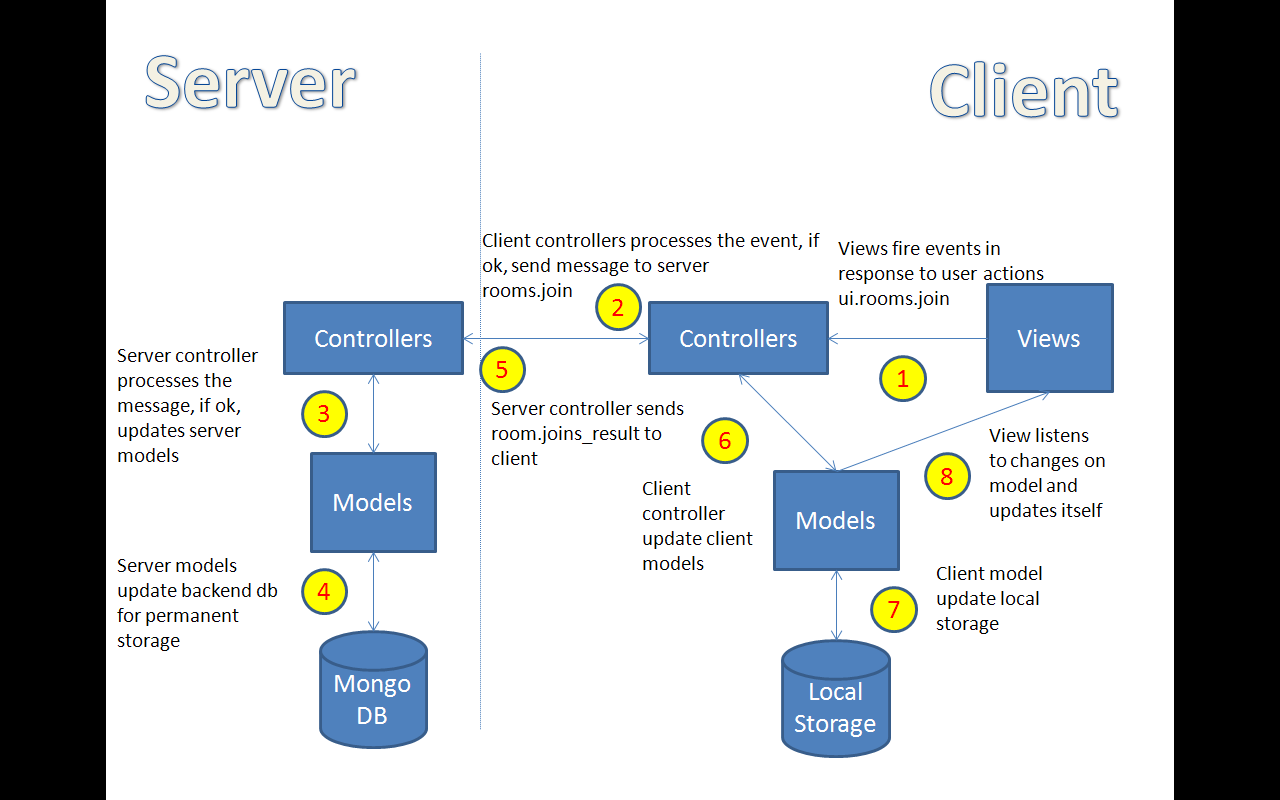 Server
Client
Client controllers processes the event, if
ok, send message to server
rooms.join
Views fire events in
response to user actions
ui.rooms.join
2
Controllers
Controllers
Views
5
1
Server controller
processes the
message, if ok,
updates server
models
3
Server controller sends
room.joins_result to
client
6
View listens
to changes on
model and
updates itself
8
Models
Models
Client
controller
update client
models
Server models
update backend db
for permanent
storage
4
7
Client model
update local
storage
Mongo
DB
Local
Storage